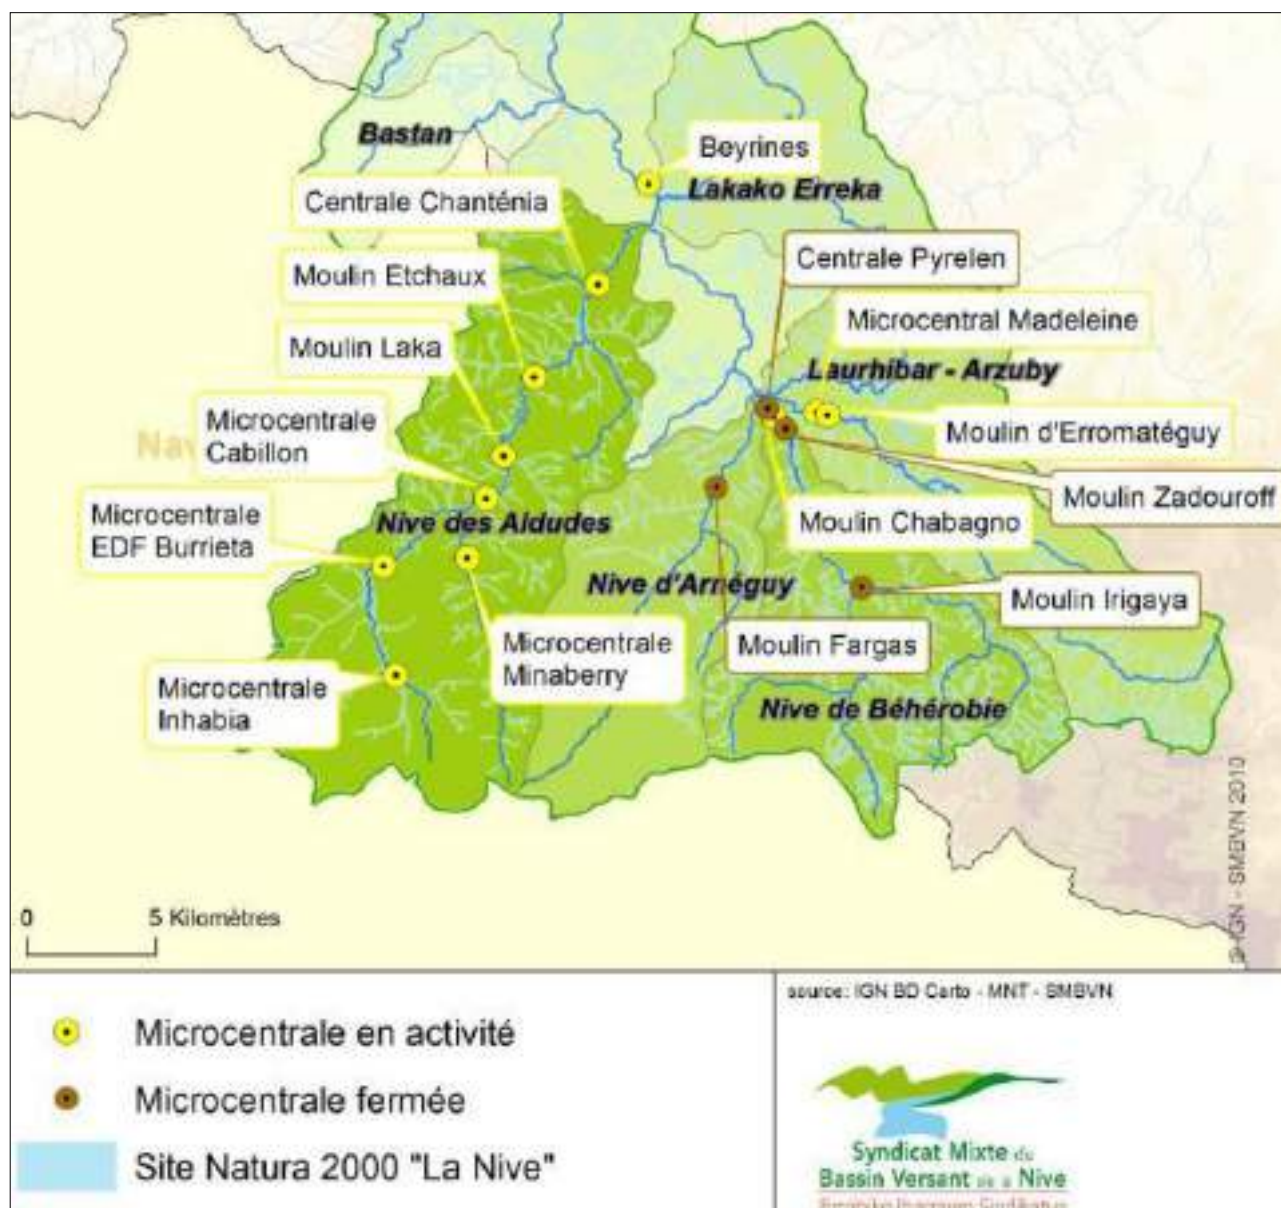 Bastan
Beyrines
Lakako Erreka
Centrale Chanténia
Centrale Pyrelen
Moulin Etchaux
Microcentral Madeleine
Moulin Laka
Laurhibar - Arzuby
Microcentrale
Cabillon
Nav
Moulin d'Erromatéguy
Moulin Zadouroff
Microcentrale
EDF Burrieta
Nive des Aldudes
Moulin Chabagno
Nive d'Arnéguy
Moulin Irigaya
Microcentrale
Minaberry
Moulin Fargas
Microcentrale
Inhabia
Nive de Béhérobie
IGN - SMBVN 2010
0 5 Kilomètres
source: IGN BD Carto - MNT - SMBVN
Microcentrale en activité
Microcentrale fermée
Site Natura 2000 "La Nive"
Syndicat Mixte du
Bassin Versant de la Nive